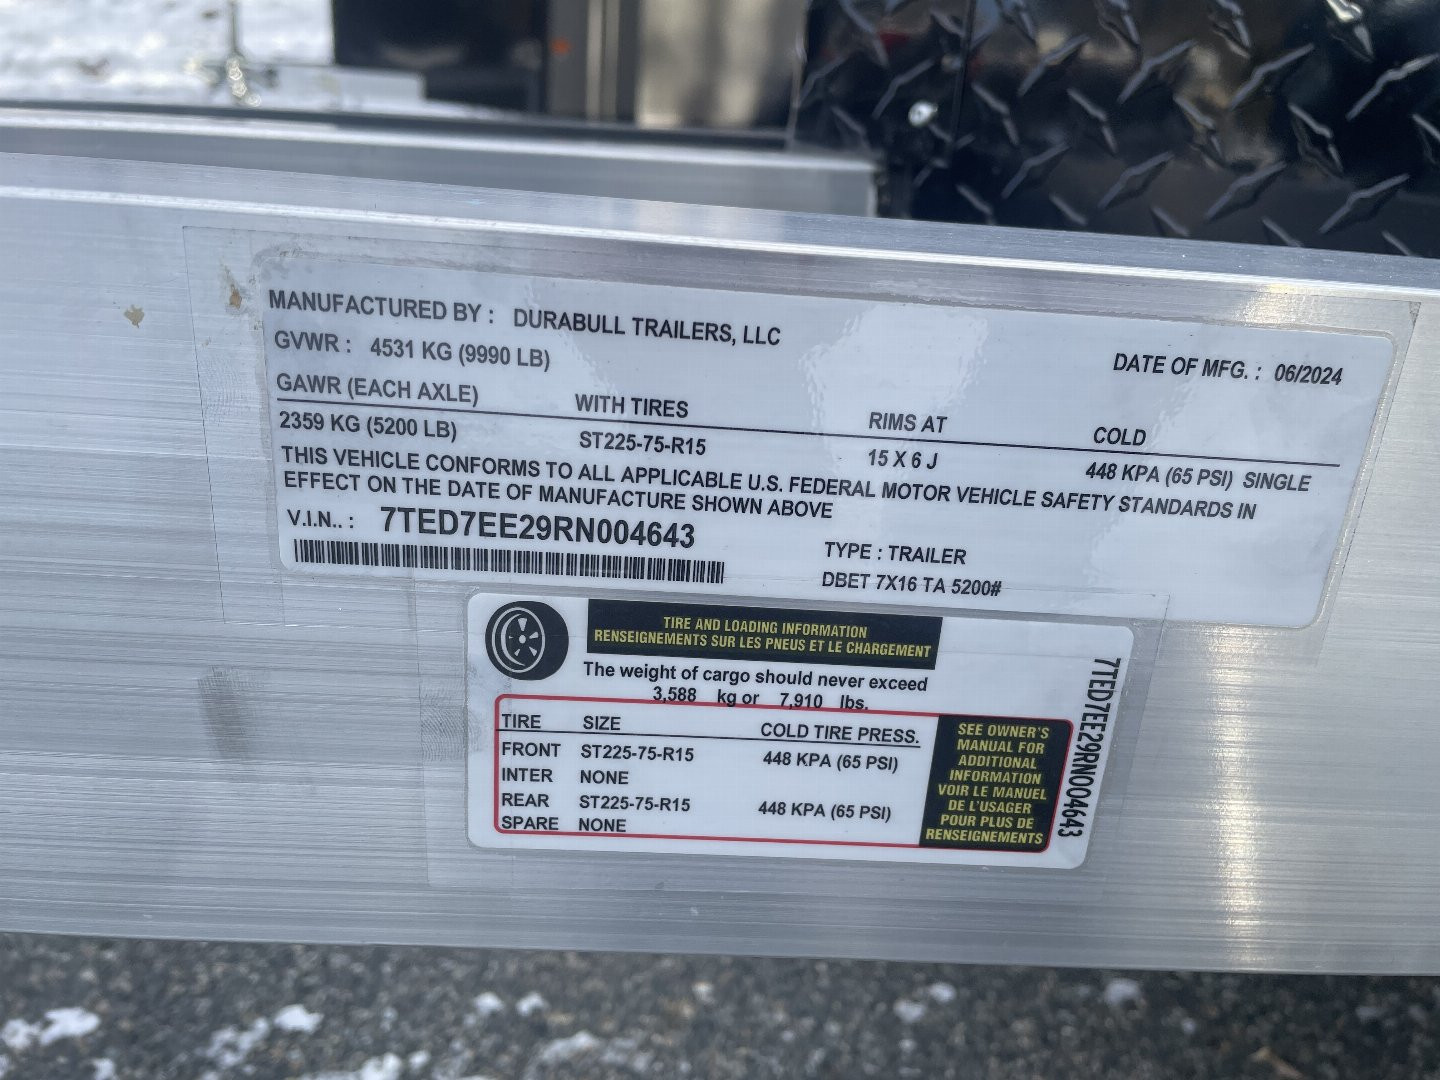 MANUFACTURED BY : DURABULL TRAILERS, LLC
GVWR : 4531 KG (9990 LB) DATE OF MFG. : 06/2024
GAWR (EACH AXLE) WITH TIRES RIMS AT COLD
2359 KG (5200 LB) ST225-75-R15 15 X 6 J 448 KPA (65 PSI) SINGLE
THIS VEHICLE CONFORMS TO ALL APPLICABLE U.S. FEDERAL MOTOR VEHICLE SAFETY STANDARDS IN
EFFECT ON THE DATE OF MANUFACTURE SHOWN ABOVE
V.I.N.. : 7TED7EE29RN004643
TYPE : TRAILER
DBET 7X16 TA 5200#
TIRE AND LOADING INFORMATION
RENSEIGNEMENTS SUR LES PNEUS ET LE CHARGEMENT
The weight of cargo should never exceed
3,588 kg or 7,910 lbs.
TIRE SIZE COLD TIRE PRESS.
FRONT ST225-75-R15 448 KPA (65 PSI)
INTER NONE
REAR ST225-75-R15 448 KPA (65 PSI)
SPARE NONE
SEE OWNER'S
MANUAL FOR
ADDITIONAL
INFORMATION
VOIR LE MANUEL
DE L'USAGER
POUR PLUS DE
RENSEIGNEMENTS
7TED7EE29RN004643